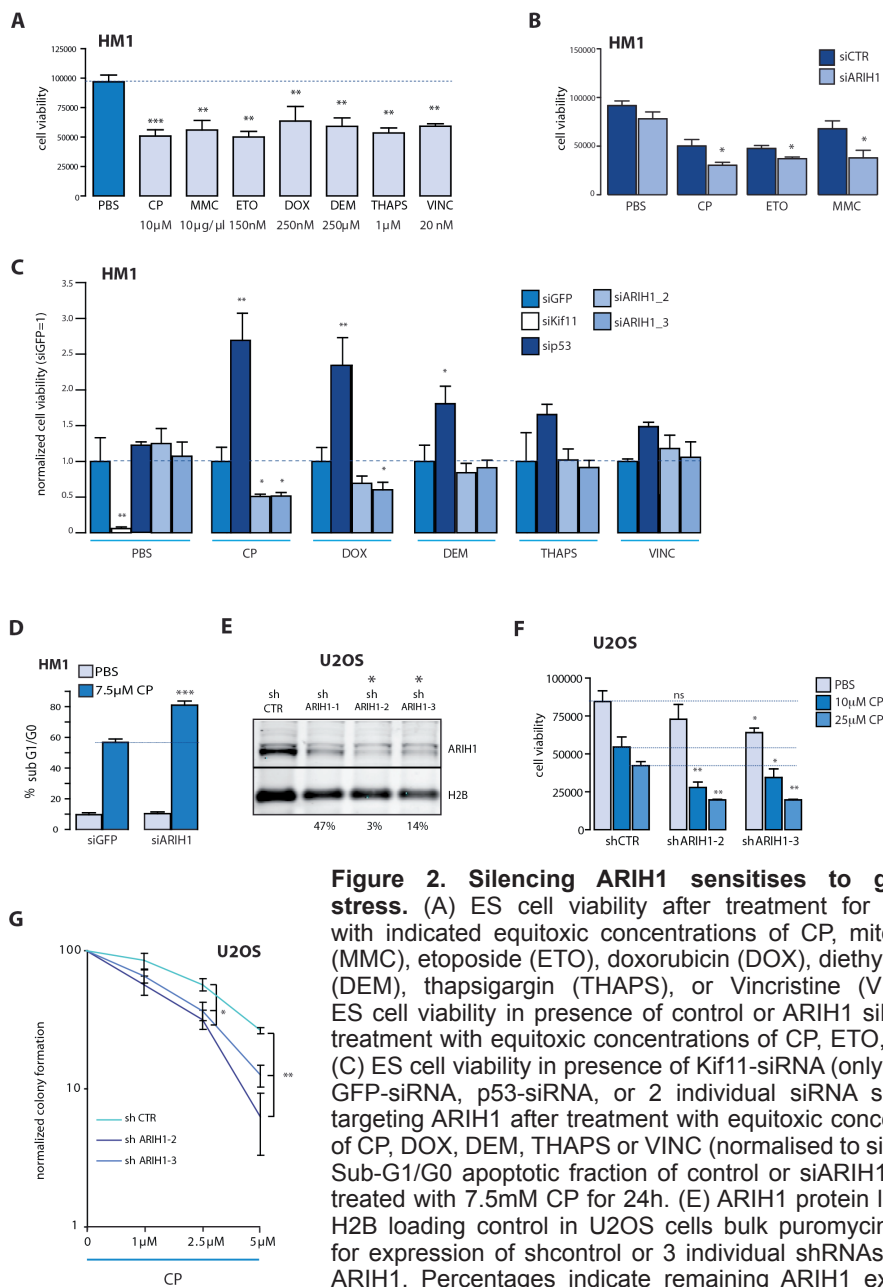 A
HM1
cell viability
125000
100000
75000
50000
25000
0
***
**
**
**
**
**
**
PBS
CP
MMC
ETO
DOX
DEM
THAPS
VINC
10µM
10µg/µl
150nM
250nM
250µM
1µM
20 nM
B
HM1
siCTR
siARIH1
cell viability
150000
100000
50000
0
*
*
*
PBS
CP
ETO
MMC
C
HM1
siGFP
siKif11
sip53
siARIH1_2
siARIH1_3
normalized cell viability (siGFP=1)
3.5
3.0
2.5
2.0
1.5
1.0
0.5
0
**
**
*
*
**
*
*
PBS
CP
DOX
DEM
THAPS
VINC
D
HM1
PBS
7.5µM CP
% sub G1/G0
80
60
40
20
10
0
***
siGFP
siARIH1
E
U2OS
* *
sh CTR
sh ARIH1-1
sh ARIH1-2
sh ARIH1-3
ARIH1
H2B
47%
3%
14%
F
U2OS
PBS
10µM CP
25µM CP
cell viability
100000
75000
50000
25000
0
ns
**
**
*
*
**
shCTR
shARIH1-2
shARIH1-3
G
U2OS
normalized colony formation
100
10
1
*
**
sh CTR
sh ARIH1-2
sh ARIH1-3
0
1µM
2.5µM
5µM
CP
Figure 2. Silencing ARIH1 sensitises to g
stress. (A) ES cell viability after treatment for
with indicated equitoxic concentrations of CP, mito
(MMC), etoposide (ETO), doxorubicin (DOX), diethy
(DEM), thapsigargin (THAPS), or Vincristine (V
ES cell viability in presence of control or ARIH1 sil
treatment with equitoxic concentrations of CP, ETO,
(C) ES cell viability in presence of Kif11-siRNA (only
GFP-siRNA, p53-siRNA, or 2 individual siRNA s
targeting ARIH1 after treatment with equitoxic conce
of CP, DOX, DEM, THAPS or VINC (normalised to si
Sub-G1/G0 apoptotic fraction of control or siARIH1
treated with 7.5mM CP for 24h. (E) ARIH1 protein l
H2B loading control in U2OS cells bulk puromycin
for expression of shcontrol or 3 individual shRNAs
ARIH1. Percentages indicate remaining ARIH1 ex